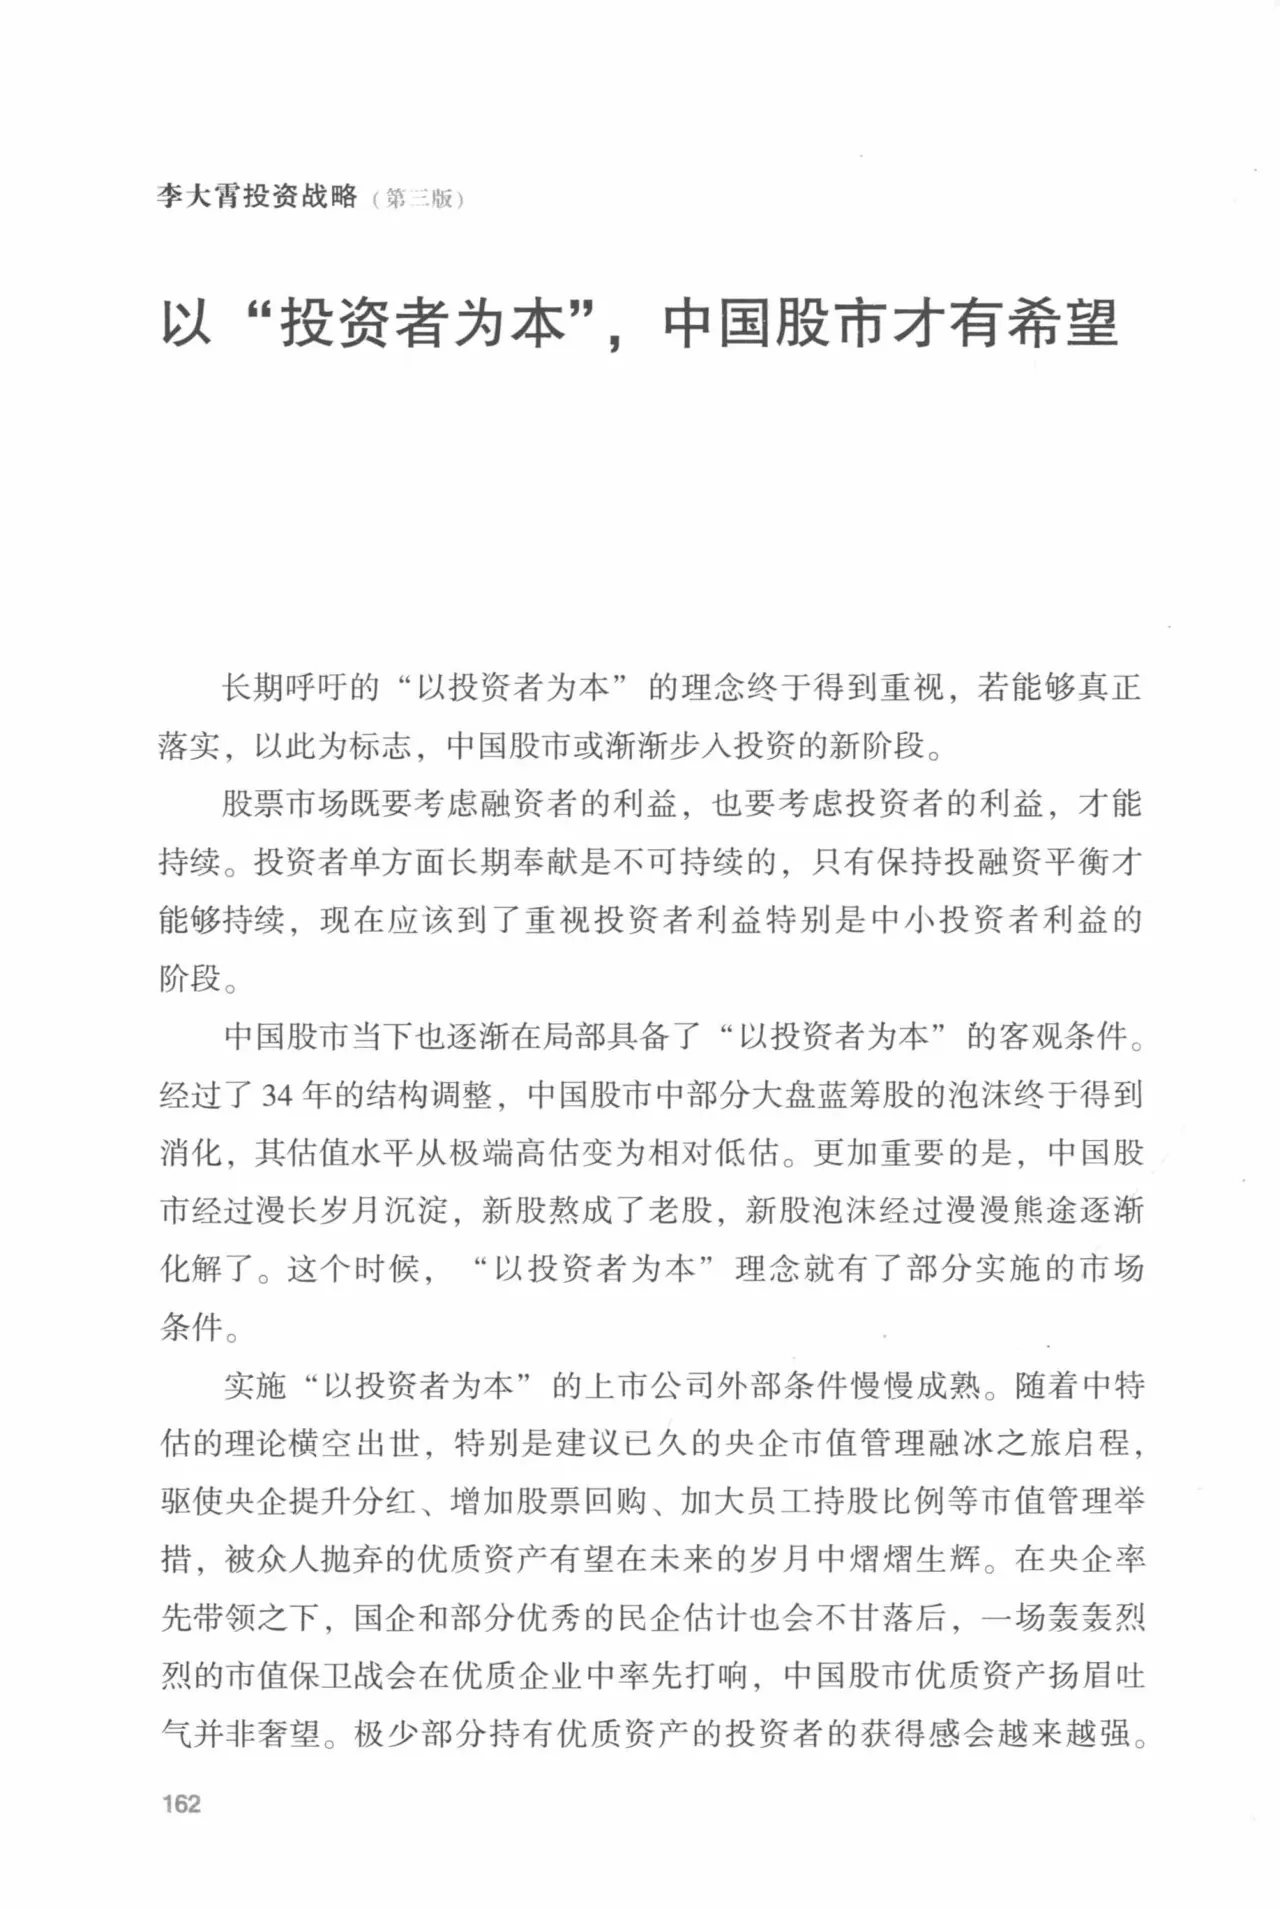 李大霄投资战略（第三版）
以“投资者为本”，中国股市才有希望
长期呼吁的“以投资者为本”的理念终于得到重视，若能够真正
落实，以此为标志，中国股市或渐渐步入投资的新阶段。
股票市场既要考虑融资者的利益，也要考虑投资者的利益，才能
持续。投资者单方面长期奉献是不可持续的，只有保持投融资平衡才
能够持续，现在应该到了重视投资者利益特别是中小投资者利益的
阶段。
中国股市当下也逐渐在局部具备了“以投资者为本”的客观条件。
经过了 34 年的结构调整，中国股市中部分大盘蓝筹股的泡沫终于得到
消化，其估值水平从极端高估变为相对低估。更加重要的是，中国股
市经过漫长岁月沉淀，新股熬成了老股，新股泡沫经过漫漫熊途逐渐
化解了。这个时候，“以投资者为本”理念就有了部分实施的市场
条件。
实施“以投资者为本”的上市公司外部条件慢慢成熟。随着中特
估的理论横空出世，特别是建议已久的央企市值管理融冰之旅启程，
驱使央企提升分红、增加股票回购、加大员工持股比例等市值管理举
措，被众人抛弃的优质资产有望在未来的岁月中熠熠生辉。在央企率
先带领之下，国企和部分优秀的民企估计也会不甘落后，一场轰轰烈
烈的市值保卫战会在优质企业中率先打响，中国股市优质资产扬眉吐
气并非奢望。极少部分持有优质资产的投资者的获得感会越来越强。
162